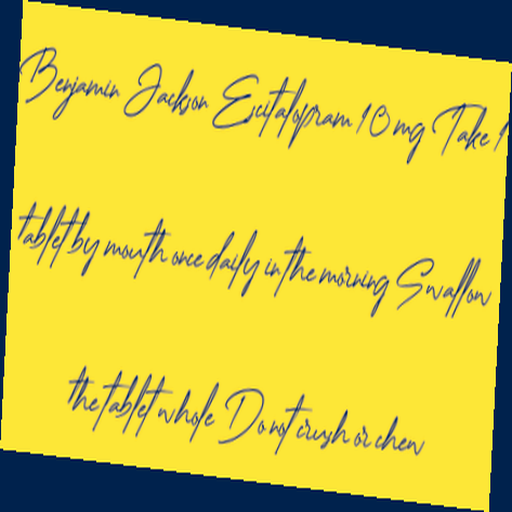 Benjamin Jackson Escitalopram 10 mg Take 1
tablet by mouth once daily in the morning Swallow
the tablet whole Do not crush or chew